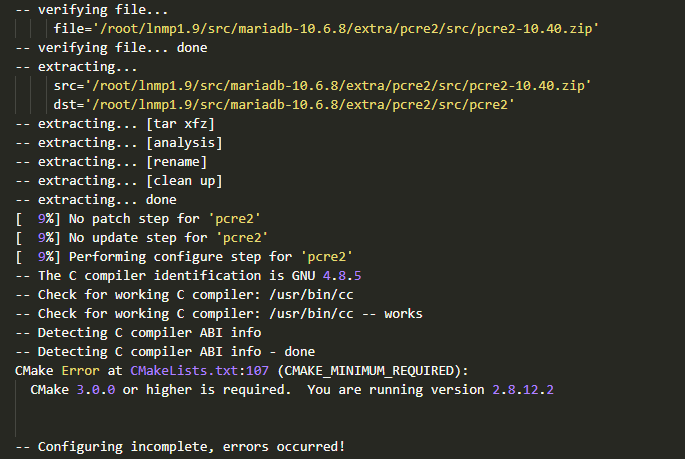 -- verifying file...
file='/root/lnmp1.9/src/mariadb-10.6.8/extra/pcre2/src/pcre2-10.40.zip'
-- verifying file... done
-- extracting...
src='/root/lnmp1.9/src/mariadb-10.6.8/extra/pcre2/src/pcre2-10.40.zip'
dst='/root/lnmp1.9/src/mariadb-10.6.8/extra/pcre2/src/pcre2'
-- extracting... [tar xfz]
-- extracting... [analysis]
-- extracting... [rename]
-- extracting... [clean up]
-- extracting... done
[  9%] No patch step for 'pcre2'
[  9%] No update step for 'pcre2'
[  9%] Performing configure step for 'pcre2'
-- The C compiler identification is GNU 4.8.5
-- Check for working C compiler: /usr/bin/cc
-- Check for working C compiler: /usr/bin/cc -- works
-- Detecting C compiler ABI info
-- Detecting C compiler ABI info - done
CMake Error at CMakeLists.txt:107 (CMAKE_MINIMUM_REQUIRED):
CMake 3.0.0 or higher is required.  You are running version 2.8.12.2
-- Configuring incomplete, errors occurred!